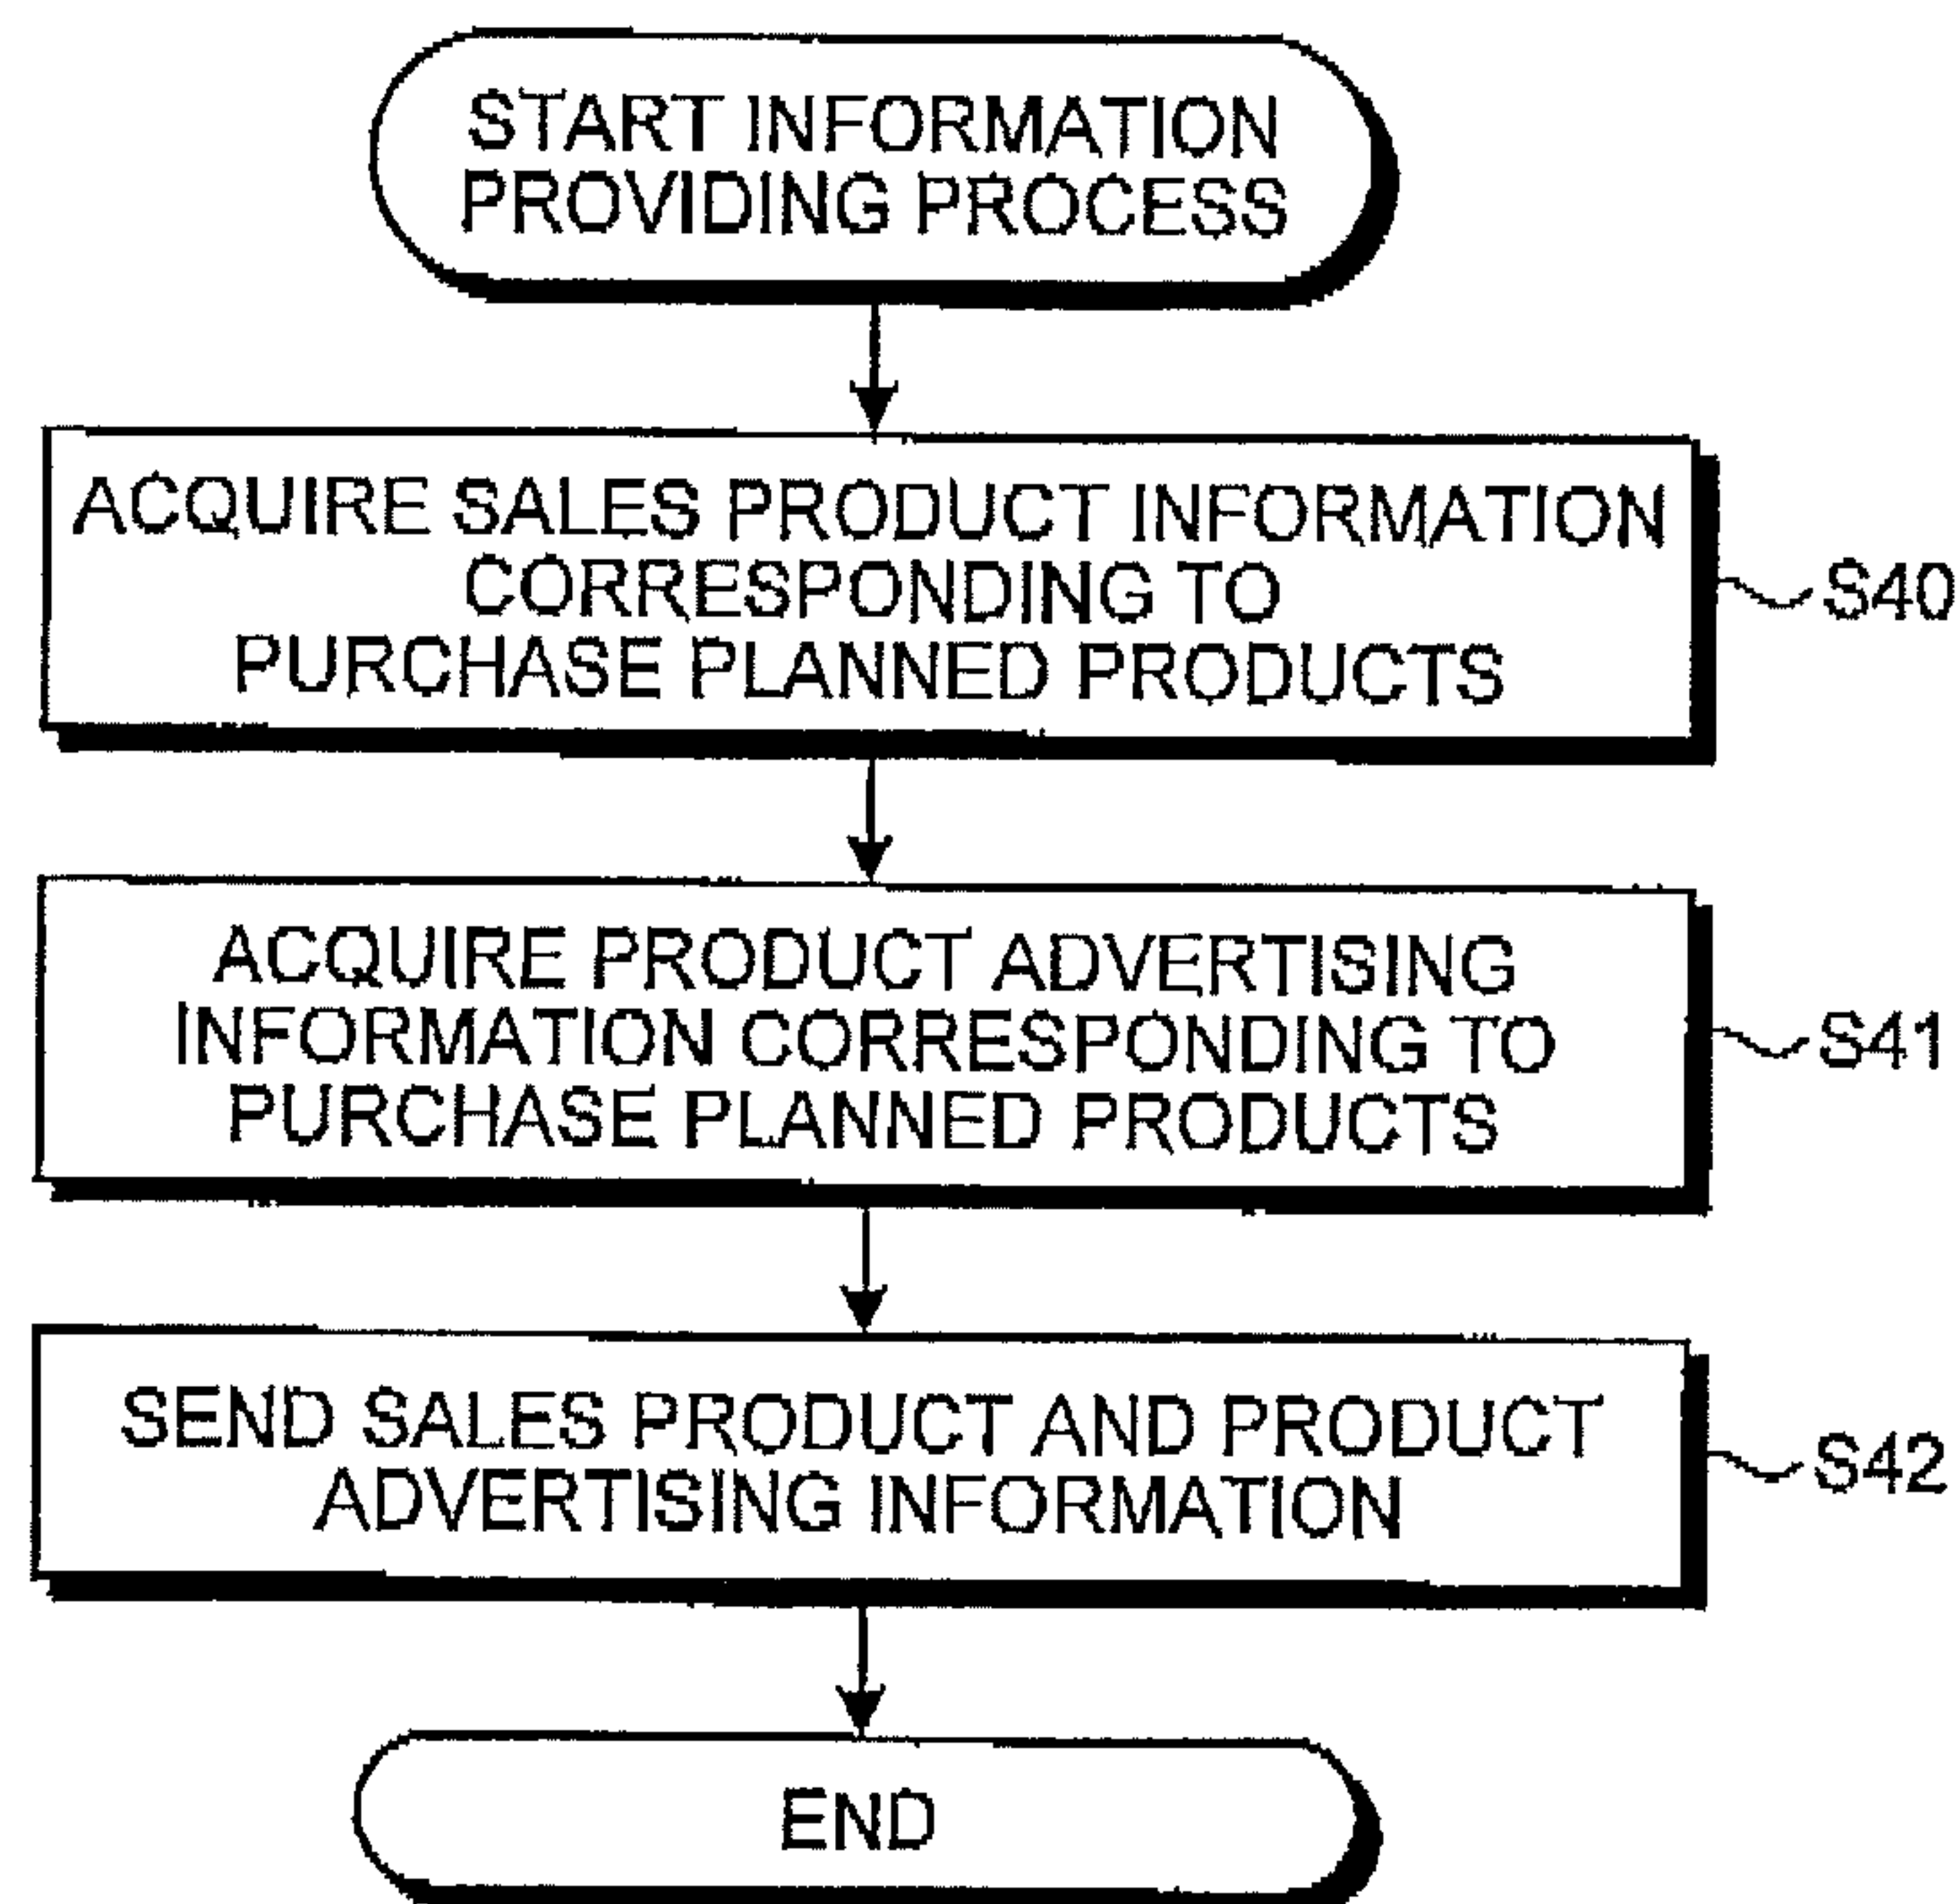 START INFORMATION
PROVIDING PROCESS
ACQUIRE SALES PRODUCT INFORMATION
CORRESPONDING TO
PURCHASE PLANNED PRODUCTS
S40
ACQUIRE PRODUCT ADVERTISING
INFORMATION CORRESPONDING TO
PURCHASE PLANNED PRODUCTS
S41
SEND SALES PRODUCT AND PRODUCT
ADVERTISING INFORMATION
S42
END